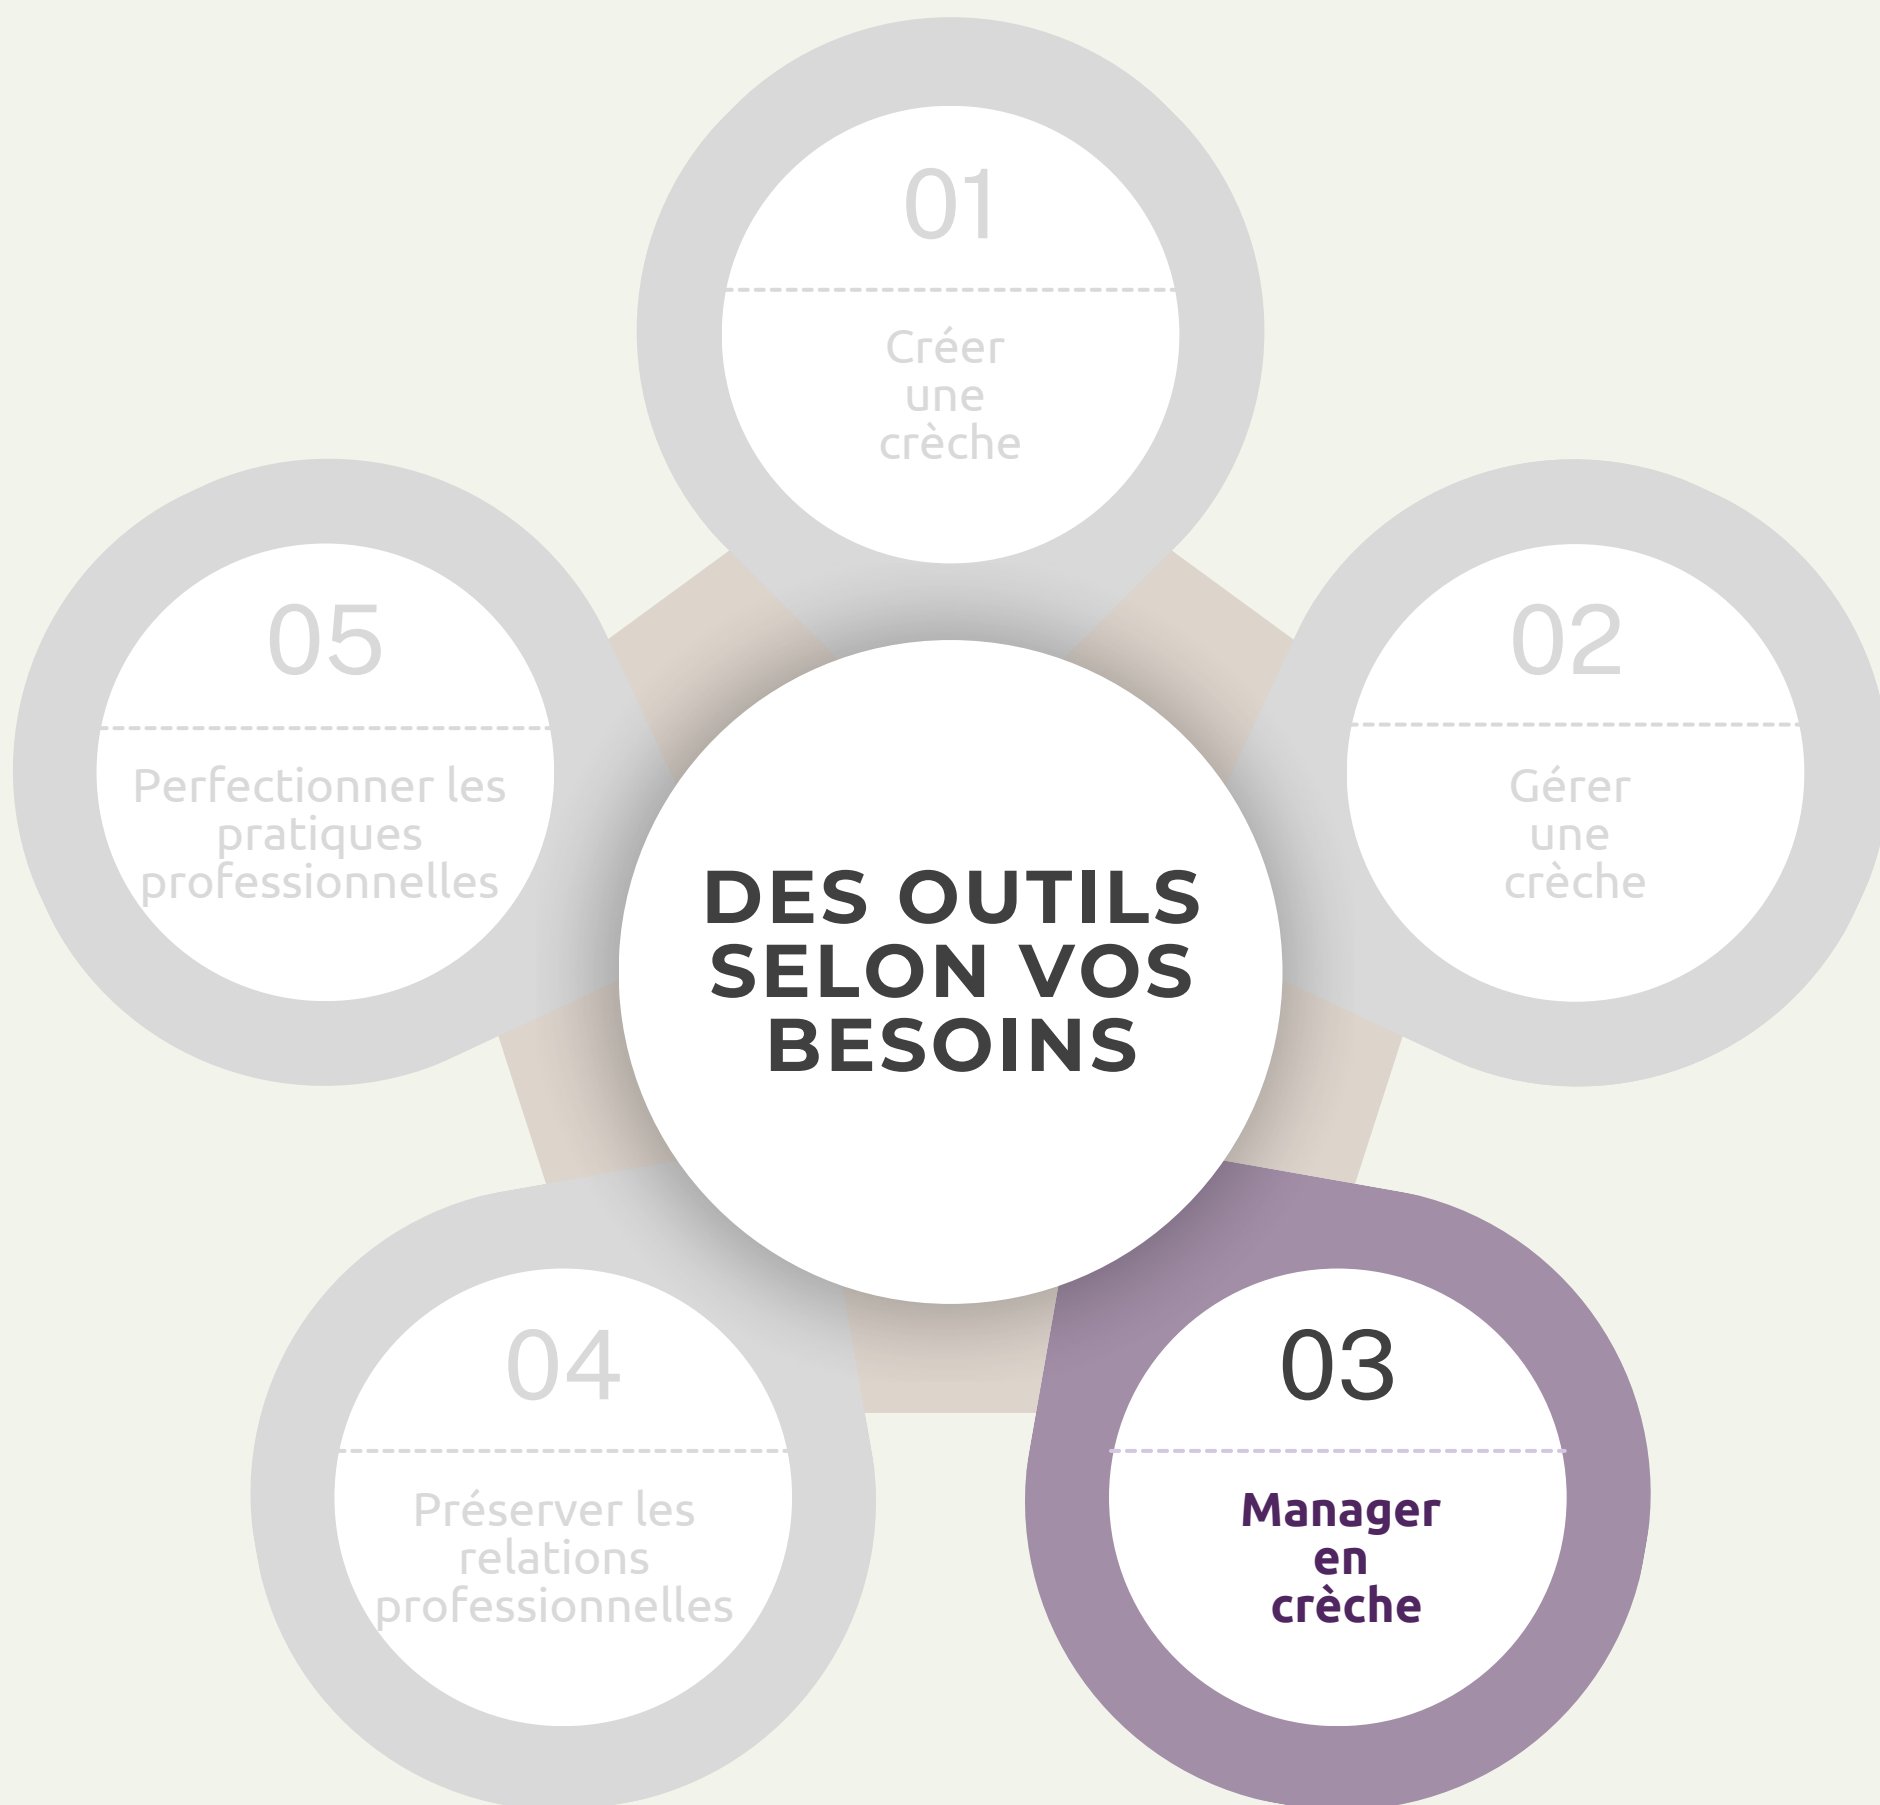 01
Créer
une
crèche
05
Perfectionner les
pratiques
professionnelles
02
Gérer
une
crèche
DES OUTILS
SELON VOS
BESOINS
04
Préserver les
relations
professionnelles
03
Manager
en
crèche